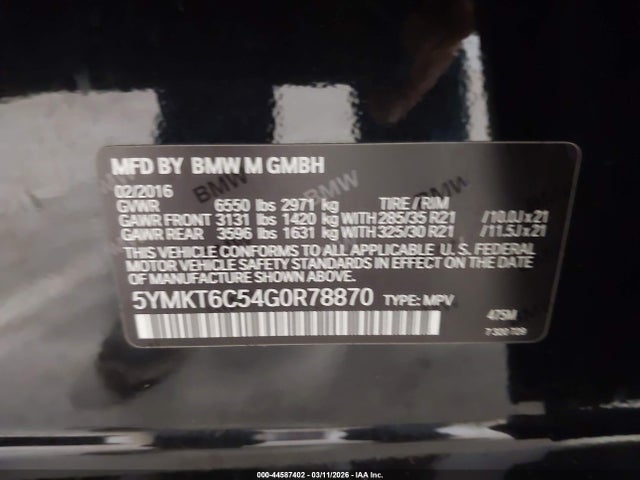 MFD BY BMW M GMBH
02/2016
GVWR 6550 lbs 2971 kg TIRE / RIM
GAWR FRONT 3131 lbs 1420 kg WITH 285/35 R21 /10.0J x 21
GAWR REAR 3596 lbs 1631 kg WITH 325/30 R21 /11.5J x 21
THIS VEHICLE CONFORMS TO ALL APPLICABLE U.S. FEDERAL
MOTOR VEHICLE SAFETY STANDARDS IN EFFECT ON THE DATE
OF MANUFACTURE SHOWN ABOVE.
5YMKT6C54G0R78870 TYPE: MPV
475M
000-44587402 - 03/11/2026 - IAA Inc.